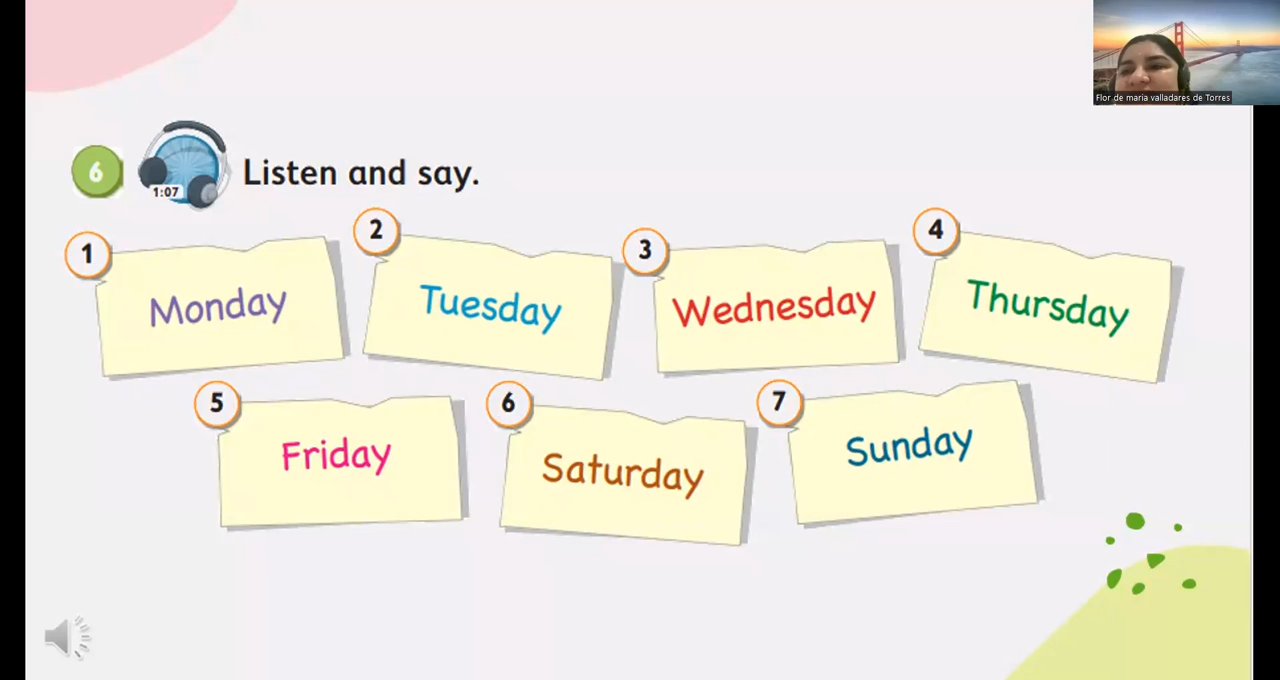 Flor de maria valladares de Torres
6
1:07
Listen and say.
1
Monday
2
Tuesday
3
Wednesday
4
Thursday
5
Friday
6
Saturday
7
Sunday